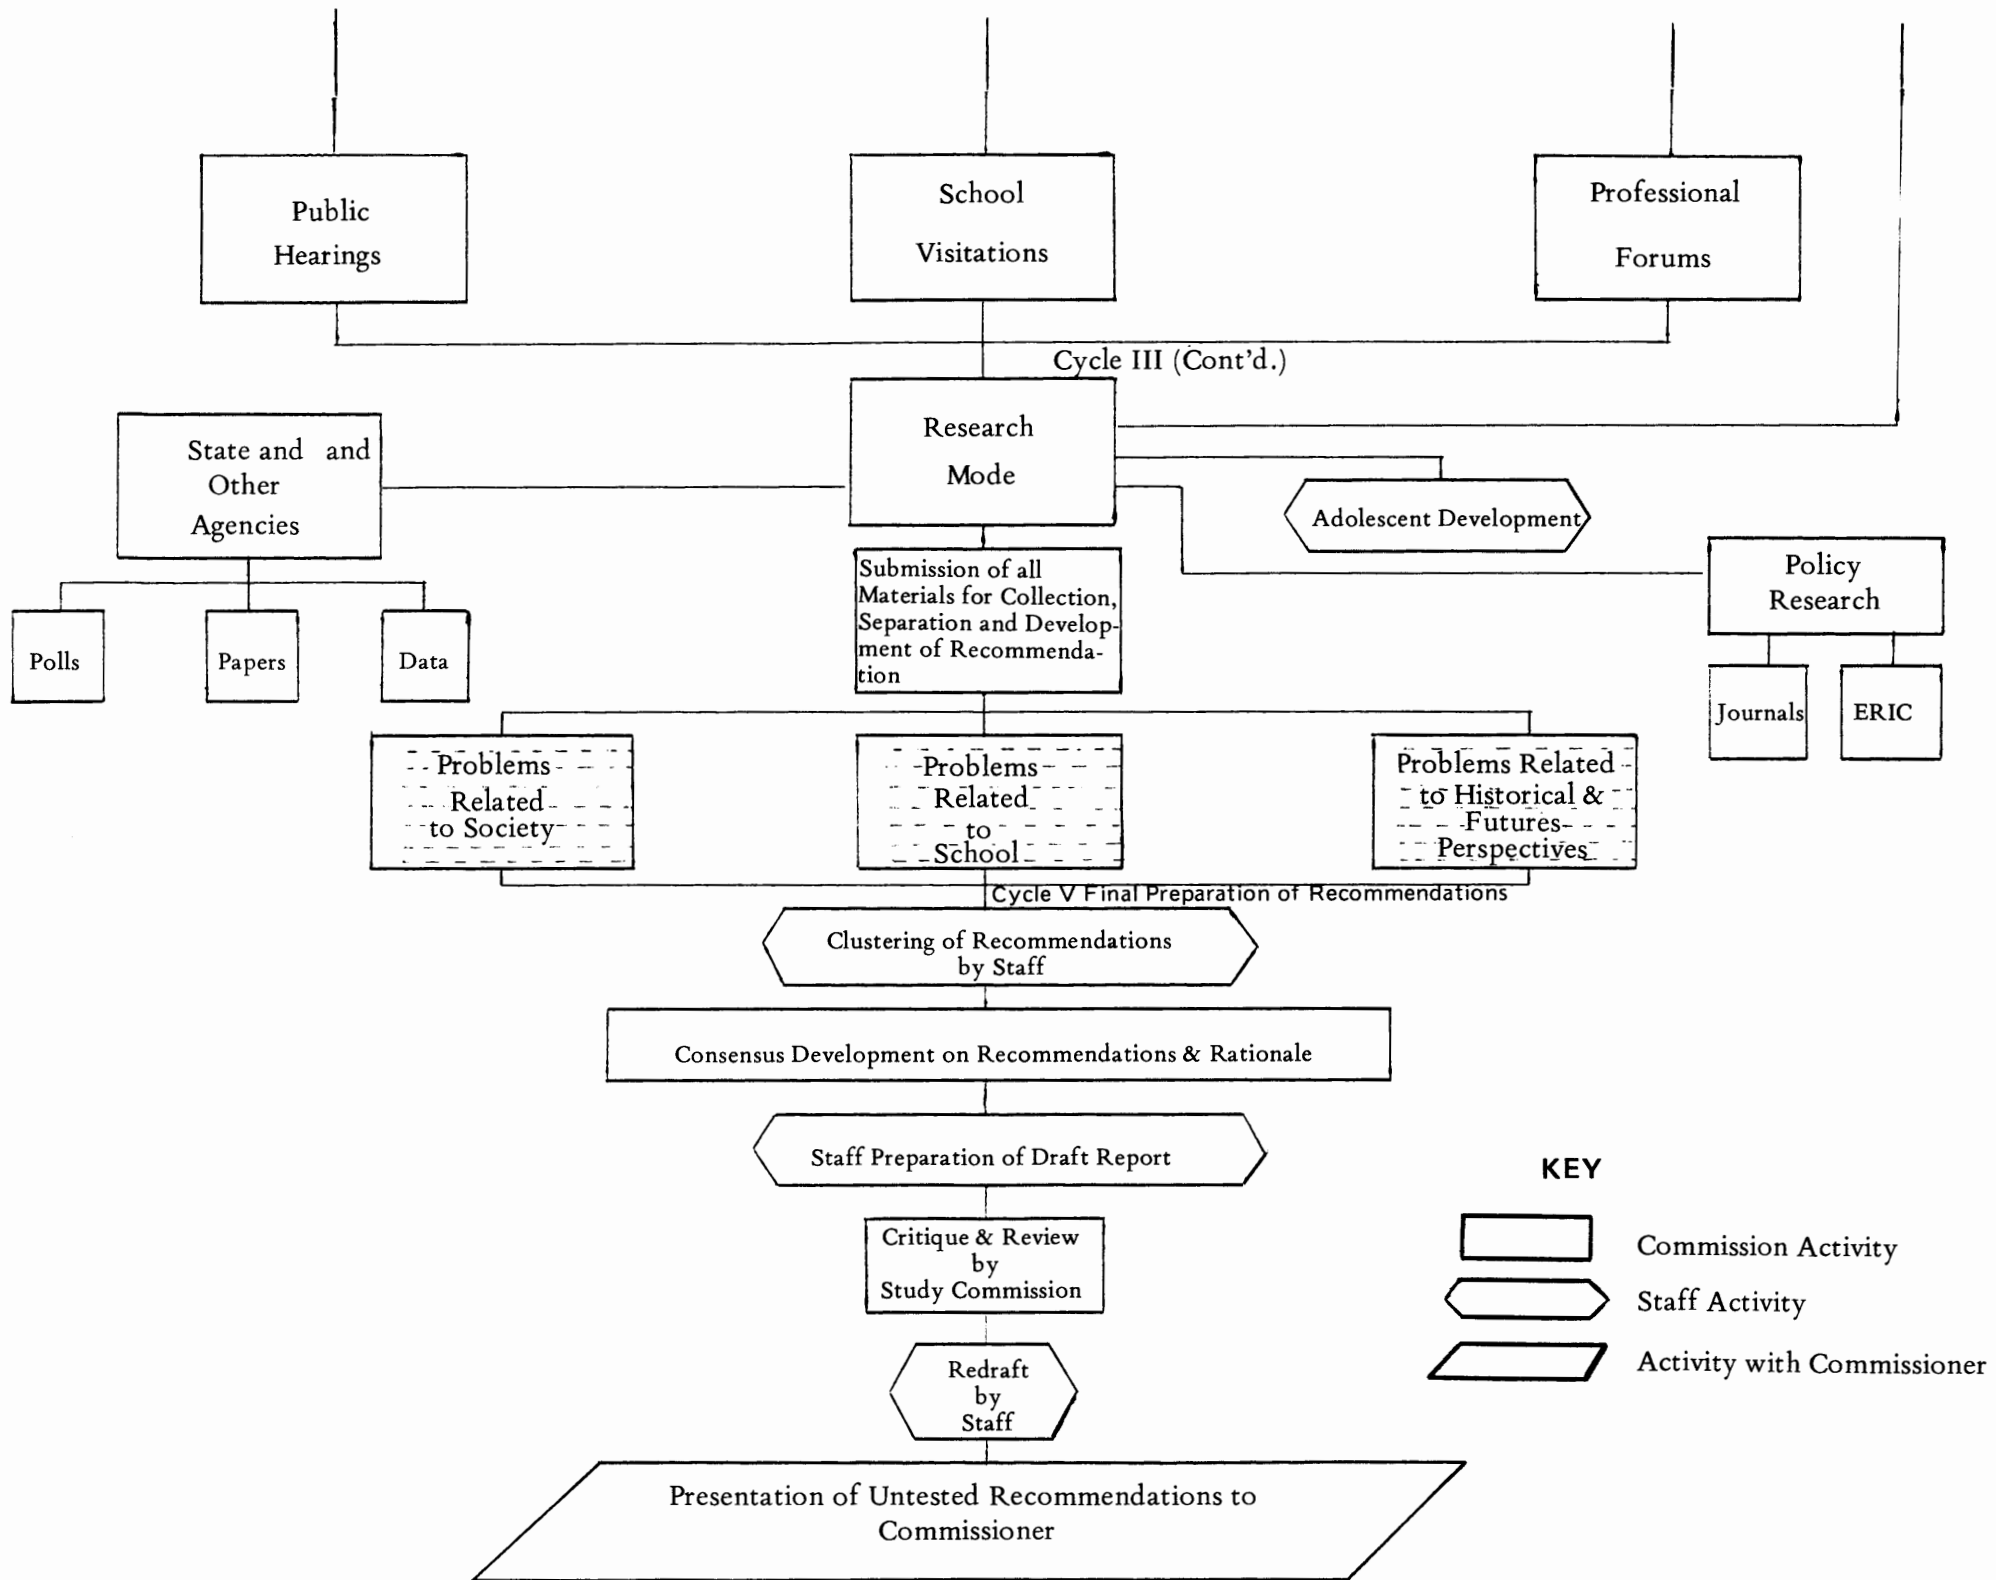 Public
Hearings
School
Visitations
Professional
Forums
Cycle III (Cont'd.)
Research
Mode
State and and
Other
Agencies
Adolescent Development
Policy
Research
Submission of all
Materials for Collection,
Separation and Develop-
ment of Recommenda-
tion
Polls
Papers
Data
Journals
ERIC
Problems
Related
to Society
Problems
Related
to
School
Problems Related
to Historical &
Futures
Perspectives
Cycle V Final Preparation of Recommendations
Clustering of Recommendations
by Staff
Consensus Development on Recommendations & Rationale
Staff Preparation of Draft Report
Critique & Review
by
Study Commission
Redraft
by
Staff
Presentation of Untested Recommendations to
Commissioner
KEY
Commission Activity
Staff Activity
Activity with Commissioner